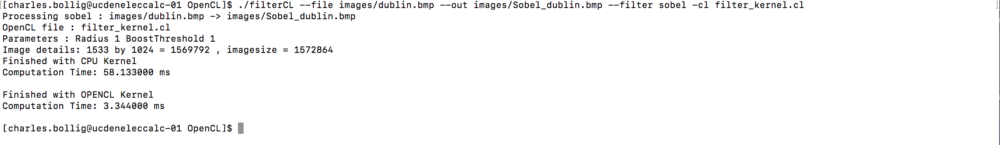 [charles.bollig@ucdeneleccalc-01 OpenCL]$ ./filterCL --file images/dublin.bmp --out images/Sobel_dublin.bmp --filter sobel -cl filter_kernel.cl ]
Processing sobel : images/dublin.bmp -> images/Sobel_dublin.bmp
OpenCL file : filter_kernel.cl
Parameters : Radius 1 BoostThreshold 1
Image details: 1533 by 1024 = 1569792 , imagesize = 1572864
Finished with CPU Kernel
Computation Time: 58.133000 ms
Finished with OPENCL Kernel
Computation Time: 3.344000 ms
[charles.bollig@ucdeneleccalc-01 OpenCL]$